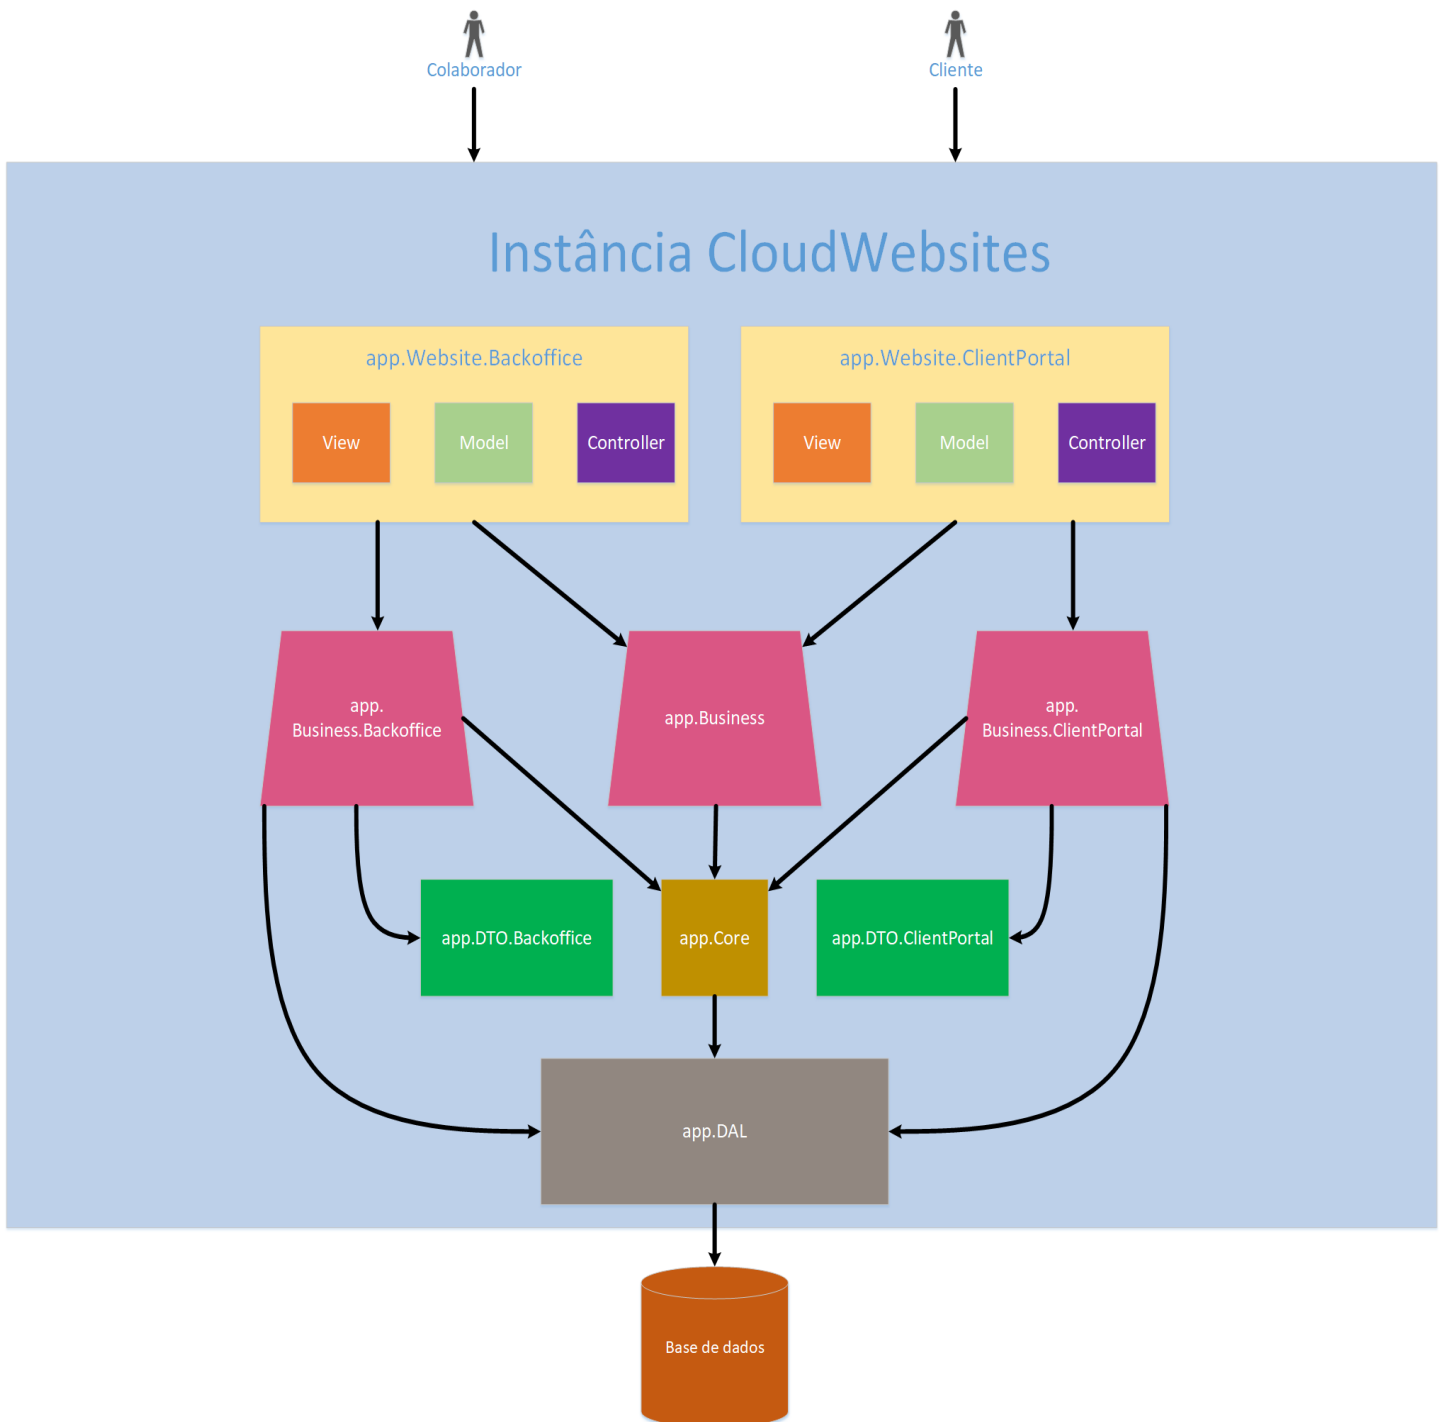 Colaborador
Cliente
Instância CloudWebsites
app.Website.Backoffice
View
Model
Controller
app.Website.ClientPortal
View
Model
Controller
app.
Business.Backoffice
app.Business
app.
Business.ClientPortal
app.DTO.Backoffice
app.Core
app.DTO.ClientPortal
app.DAL
Base de dados